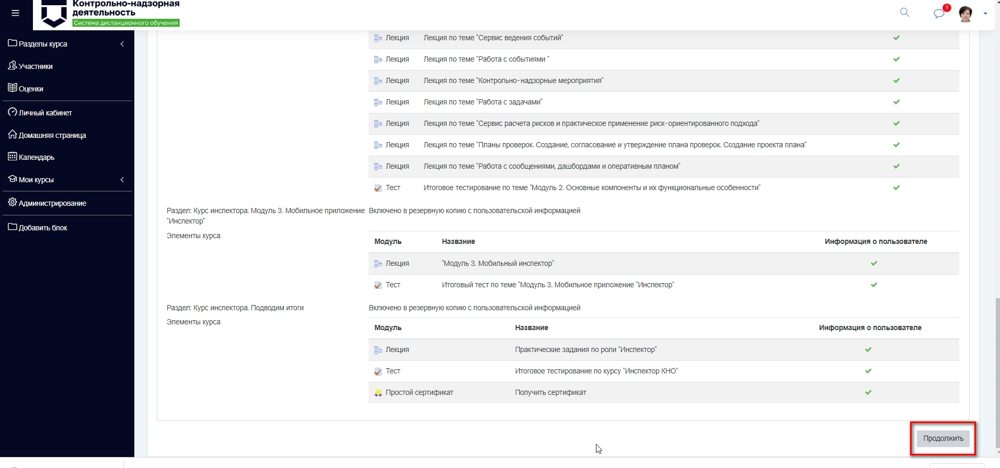 Контрольно-надзорная
деятельность
Система дистанционного обучения
1
Разделы курса
Участники
Оценки
Личный кабинет
Домашняя страница
Календарь
Мои курсы
Администрирование
Добавить блок
Лекция Лекция по теме "Сервис ведения событий"
Лекция Лекция по теме "Работа с событиями "
Лекция Лекция по теме "Контрольно-надзорные мероприятия"
Лекция Лекция по теме "Работа с задачами"
Лекция Лекция по теме "Сервис расчета рисков и практическое применение риск-ориентированного подхода"
Лекция Лекция по теме "Планы проверок. Создание, согласование и утверждение плана проверок. Создание проекта плана"
Лекция Лекция по теме "Работа с сообщениями, дашбордами и оперативным планом"
Тест Итоговое тестирование по теме "Модуль 2. Основные компоненты и их функциональные особенности"
Раздел: Курс инспектора. Модуль 3. Мобильное приложение Включено в резервную копию с пользовательской информацией
"Инспектор"
Элементы курса
Модуль Название Информация о пользователе
Лекция "Модуль 3. Мобильный инспектор"
Тест Итоговый тест по теме "Модуль 3. Мобильное приложение "Инспектор"
Раздел: Курс инспектора. Подводим итоги Включено в резервную копию с пользовательской информацией
Элементы курса
Модуль Название Информация о пользователе
Лекция Практические задания по роли "Инспектор"
Тест Итоговое тестирование по курсу "Инспектор КНО"
Простой сертификат Получить сертификат
Продолжить